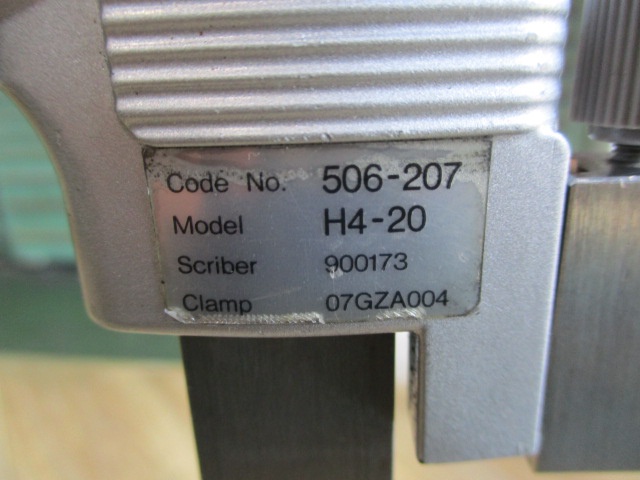 Code No. 506-207
Model H4-20
Scriber 900173
Clamp 07GZA004